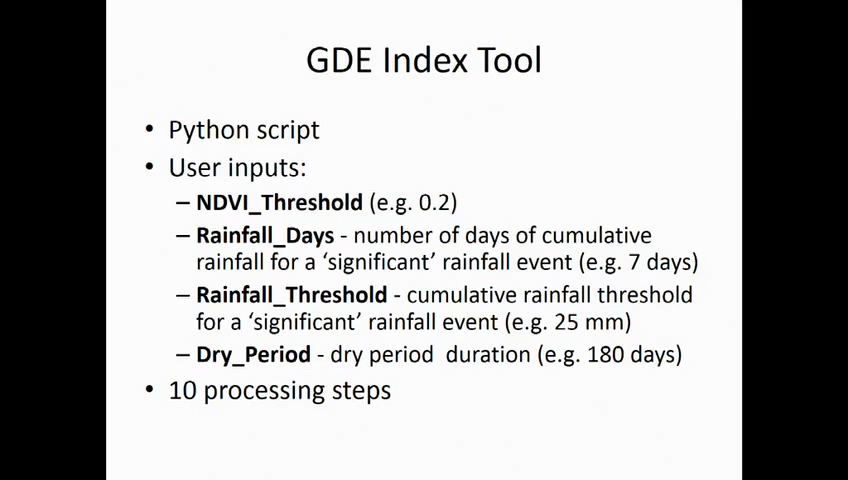 GDE Index Tool
• Python script
• User inputs:
– NDVI_Threshold (e.g. 0.2)
– Rainfall_Days - number of days of cumulative
rainfall for a ‘significant’ rainfall event (e.g. 7 days)
– Rainfall_Threshold - cumulative rainfall threshold
for a ‘significant’ rainfall event (e.g. 25 mm)
– Dry_Period - dry period  duration (e.g. 180 days)
• 10 processing steps